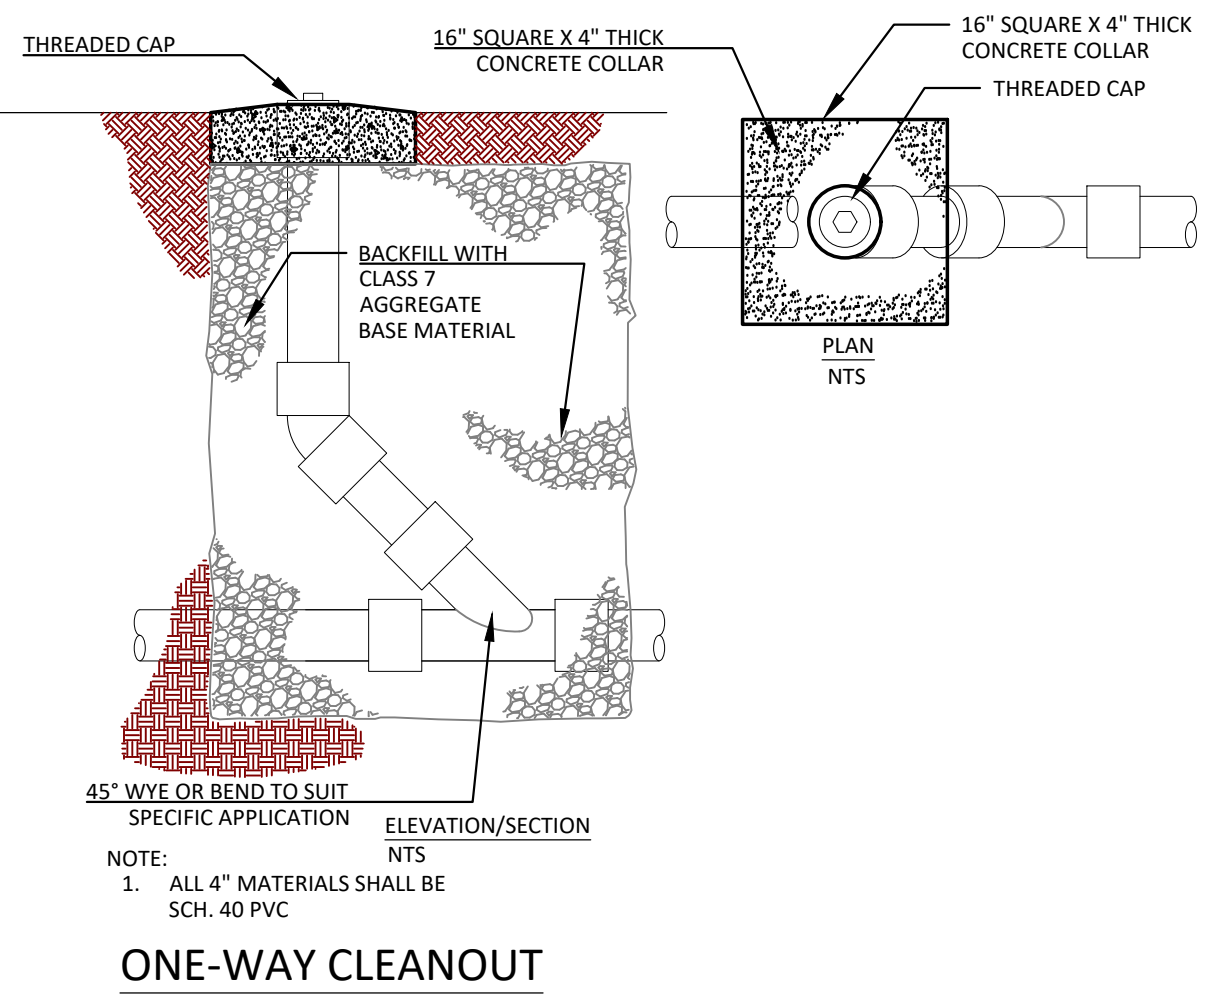 THREADED CAP
16" SQUARE X 4" THICK
CONCRETE COLLAR
16" SQUARE X 4" THICK
CONCRETE COLLAR
THREADED CAP
BACKFILL WITH
CLASS 7
AGGREGATE
BASE MATERIAL
PLAN
NTS
45° WYE OR BEND TO SUIT
SPECIFIC APPLICATION
ELEVATION/SECTION
NTS
NOTE:
1. ALL 4" MATERIALS SHALL BE
SCH. 40 PVC
ONE-WAY CLEANOUT